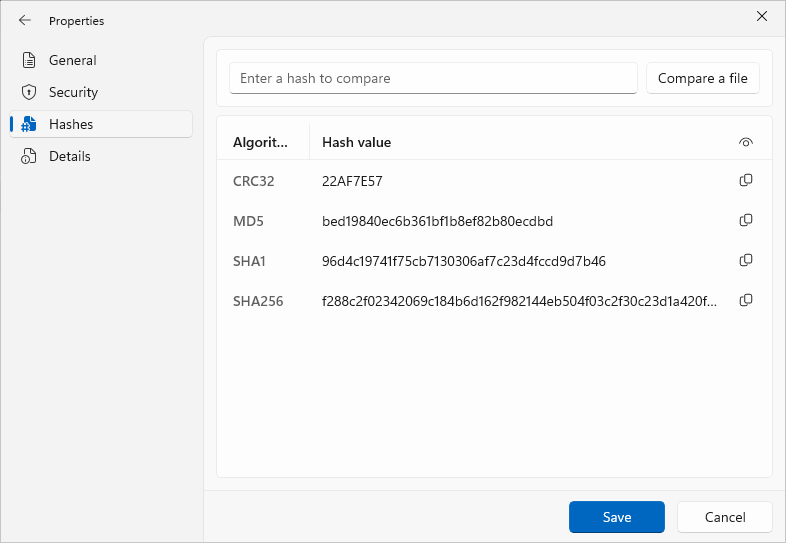 Properties
General
Security
Hashes
Details
Enter a hash to compare
Compare a file
Algorit... Hash value
CRC32 22AF7E57
MD5 bed19840ec6b361bf1b8ef82b80ecdbd
SHA1 96d4c19741f75cb7130306af7c23d4fccd9d7b46
SHA256 f288c2f02342069c184b6d162f982144eb504f03c2f30c23d1a420f...
Save
Cancel